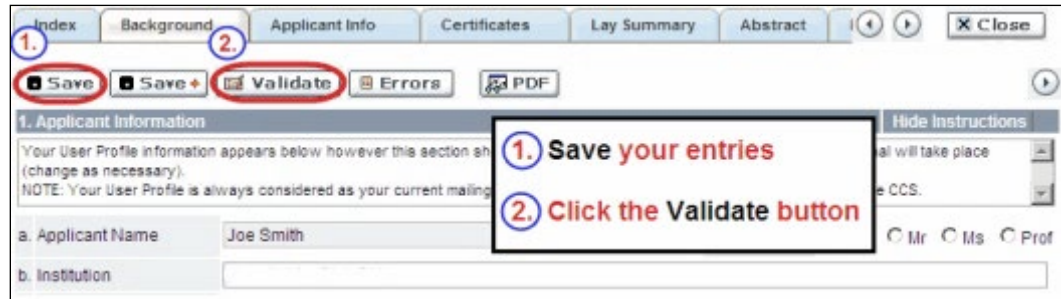 Index Background Applicant Info Certificates Lay Summary Abstract Close
1. 2.
Save Save+ Validate Errors PDF
1. Applicant Information Hide Instructions
Your User Profile information appears below however this section sh al will take place
(change as necessary).
NOTE: Your User Profile is always considered as your current mailing e CCS.
1. Save your entries
2. Click the Validate button
a. Applicant Name Joe Smith Mr Ms Prof
b. Institution